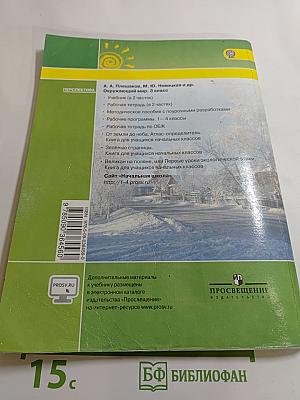 ПЕРСПЕКТИВА
А. А. Плешаков, М. Ю. Новицкая и др.
Окружающий мир. 3 класс
- Учебник (в 2 частях)
- Рабочая тетрадь (в 2 частях)
- Методическое пособие с поурочными разработками
- Рабочие программы. 1—4 классы
- Рабочая тетрадь по ОБЖ
- От земли до неба. Атлас-определитель.
Книга для учащихся начальных классов
- Зелёные страницы.
Книга для учащихся начальных классов
- Великан на поляне, или Первые уроки экологической этики.
Книга для учащихся начальных классов
Сайт «Начальная школа»
http://1-4.prosv.ru
PROSV.RU
Дополнительные материалы
к учебнику размещены
в электронном каталоге
издательства «Просвещение»
на интернет-ресурсе www.prosv.ru
ПРОСВЕЩЕНИЕ
ИЗДАТЕЛЬСТВО
15с
БФ БИБЛИОФАН